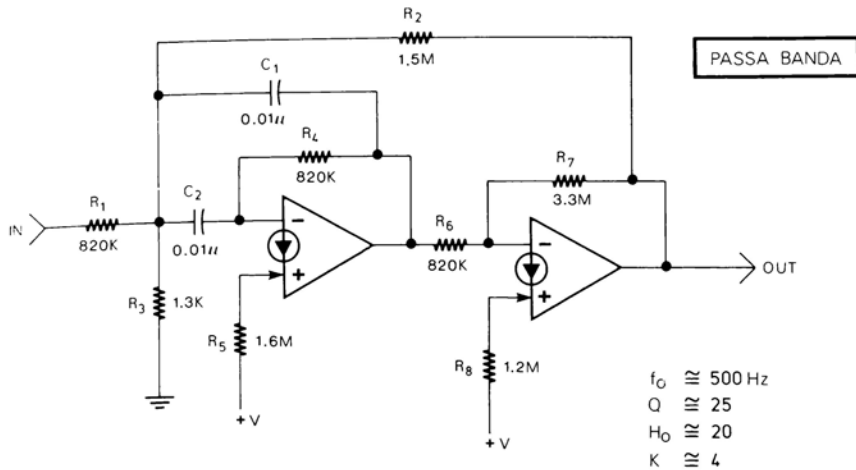 R2
1.5M
PASSA BANDA
C1
0.01u
R4
820K
R7
3.3M
R1
C2
IN
820K
0.01u
−
R6
820K
−
OUT
+
+
R3
1.3K
R5
1.6M
R8
1.2M
+V
+V
fO ≅ 500 Hz
Q ≅ 25
HO ≅ 20
K ≅ 4